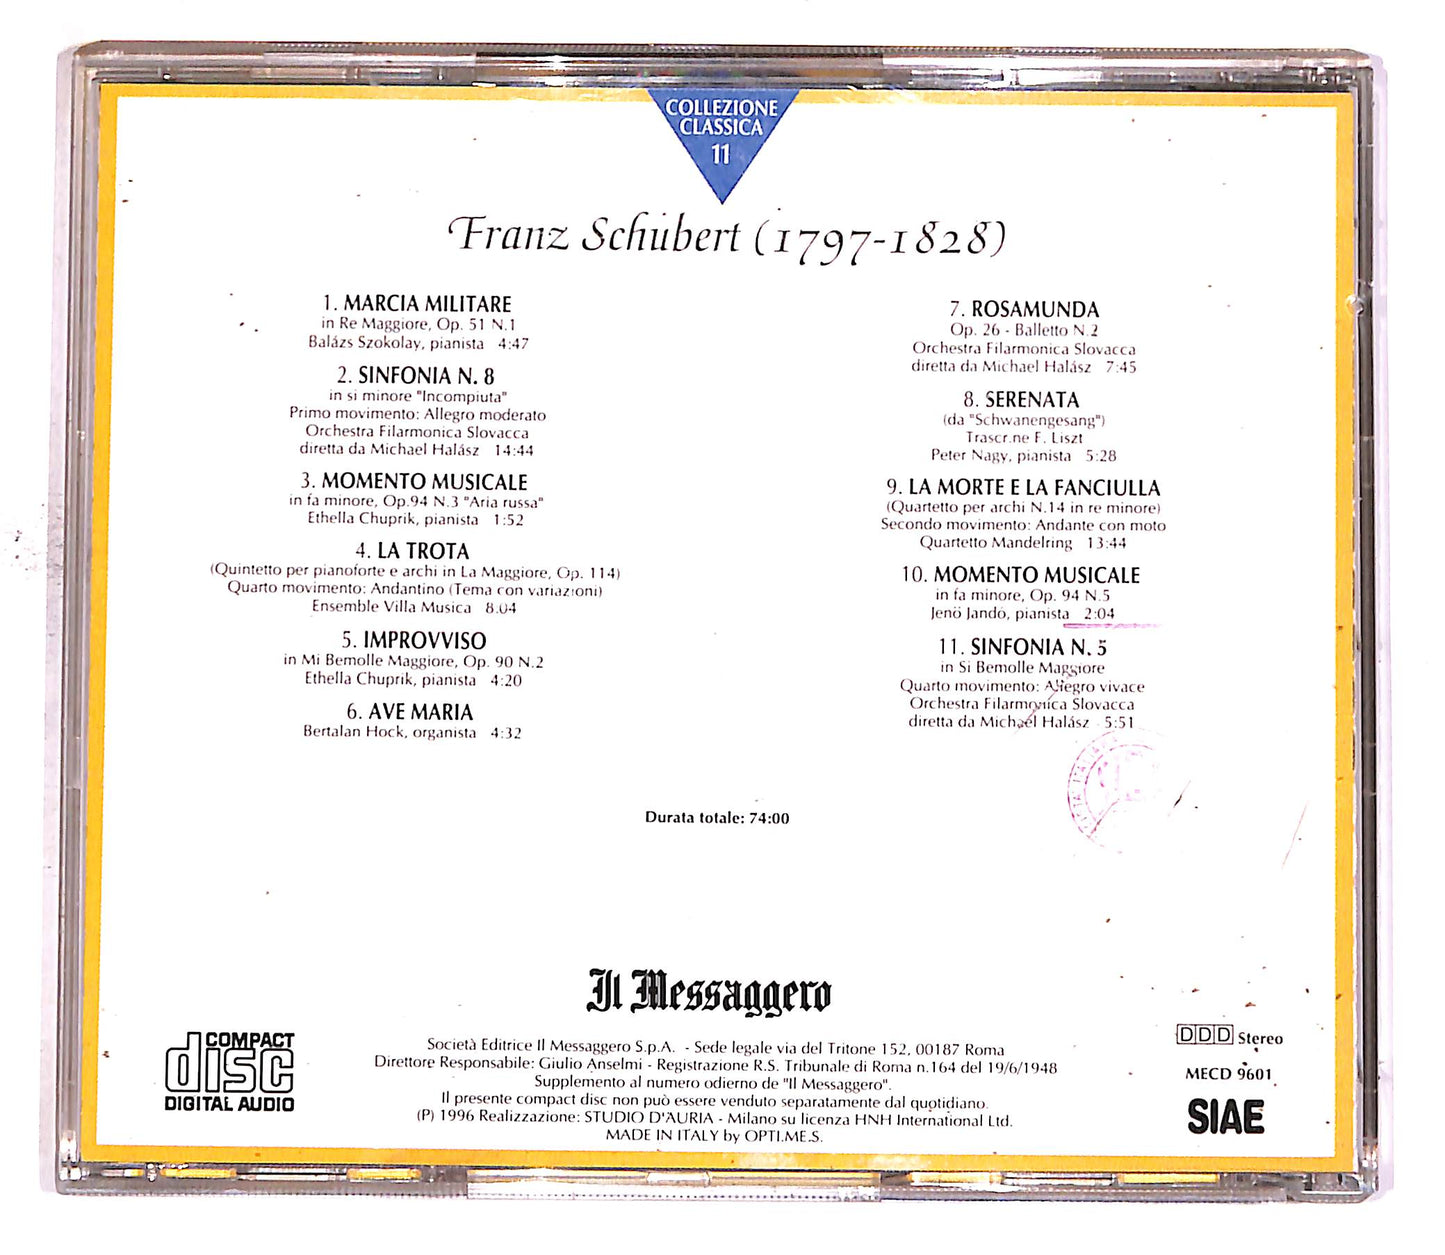 COLLEZIONE
CLASSICA
11
Franz Schubert (1797-1828)
1. MARCIA MILITARE
in Re Maggiore, Op. 51 N.1
Balázs Szokolay, pianista 4:47
2. SINFONIA N. 8
in si minore "Incompiuta"
Primo movimento: Allegro moderato
Orchestra Filarmonica Slovacca
diretta da Michael Halász 14:44
3. MOMENTO MUSICALE
in fa minore, Op.94 N.3 "Aria russa"
Ethella Chuprik, pianista 1:52
4. LA TROTA
(Quintetto per pianoforte e archi in La Maggiore, Op. 114)
Quarto movimento: Andantino (Tema con variazioni)
Ensemble Villa Musica 8.04
5. IMPROVVISO
in Mi Bemolle Maggiore, Op. 90 N.2
Ethella Chuprik, pianista 4:20
6. AVE MARIA
Bertalan Hock, organista 4:32
7. ROSAMUNDA
Op. 26 - Balletto N.2
Orchestra Filarmonica Slovacca
diretta da Michael Halász 7:45
8. SERENATA
(da "Schwanengesang")
Trascr.ne F. Liszt
Peter Nagy, pianista 5:28
9. LA MORTE E LA FANCIULLA
(Quartetto per archi N.14 in re minore)
Secondo movimento: Andante con moto
Quartetto Mandelring 13:44
10. MOMENTO MUSICALE
in fa minore, Op. 94 N.5
Jenö Jandó, pianista 2:04
11. SINFONIA N. 5
in Si Bemolle Maggiore
Quarto movimento: Allegro vivace
Orchestra Filarmonica Slovacca
diretta da Michael Halász 5:51
Durata totale: 74:00
Il Messaggero
COMPACT
disc
DIGITAL AUDIO
Società Editrice Il Messaggero S.p.A. - Sede legale via del Tritone 152, 00187 Roma
Direttore Responsabile: Giulio Anselmi - Registrazione R.S. Tribunale di Roma n.164 del 19/6/1948
Supplemento al numero odierno de "Il Messaggero".
Il presente compact disc non può essere venduto separatamente dal quotidiano.
(P) 1996 Realizzazione: STUDIO D'AURIA - Milano su licenza HNH International Ltd.
MADE IN ITALY by OPTI.ME.S.
DDD Stereo
MECD 9601
SIAE